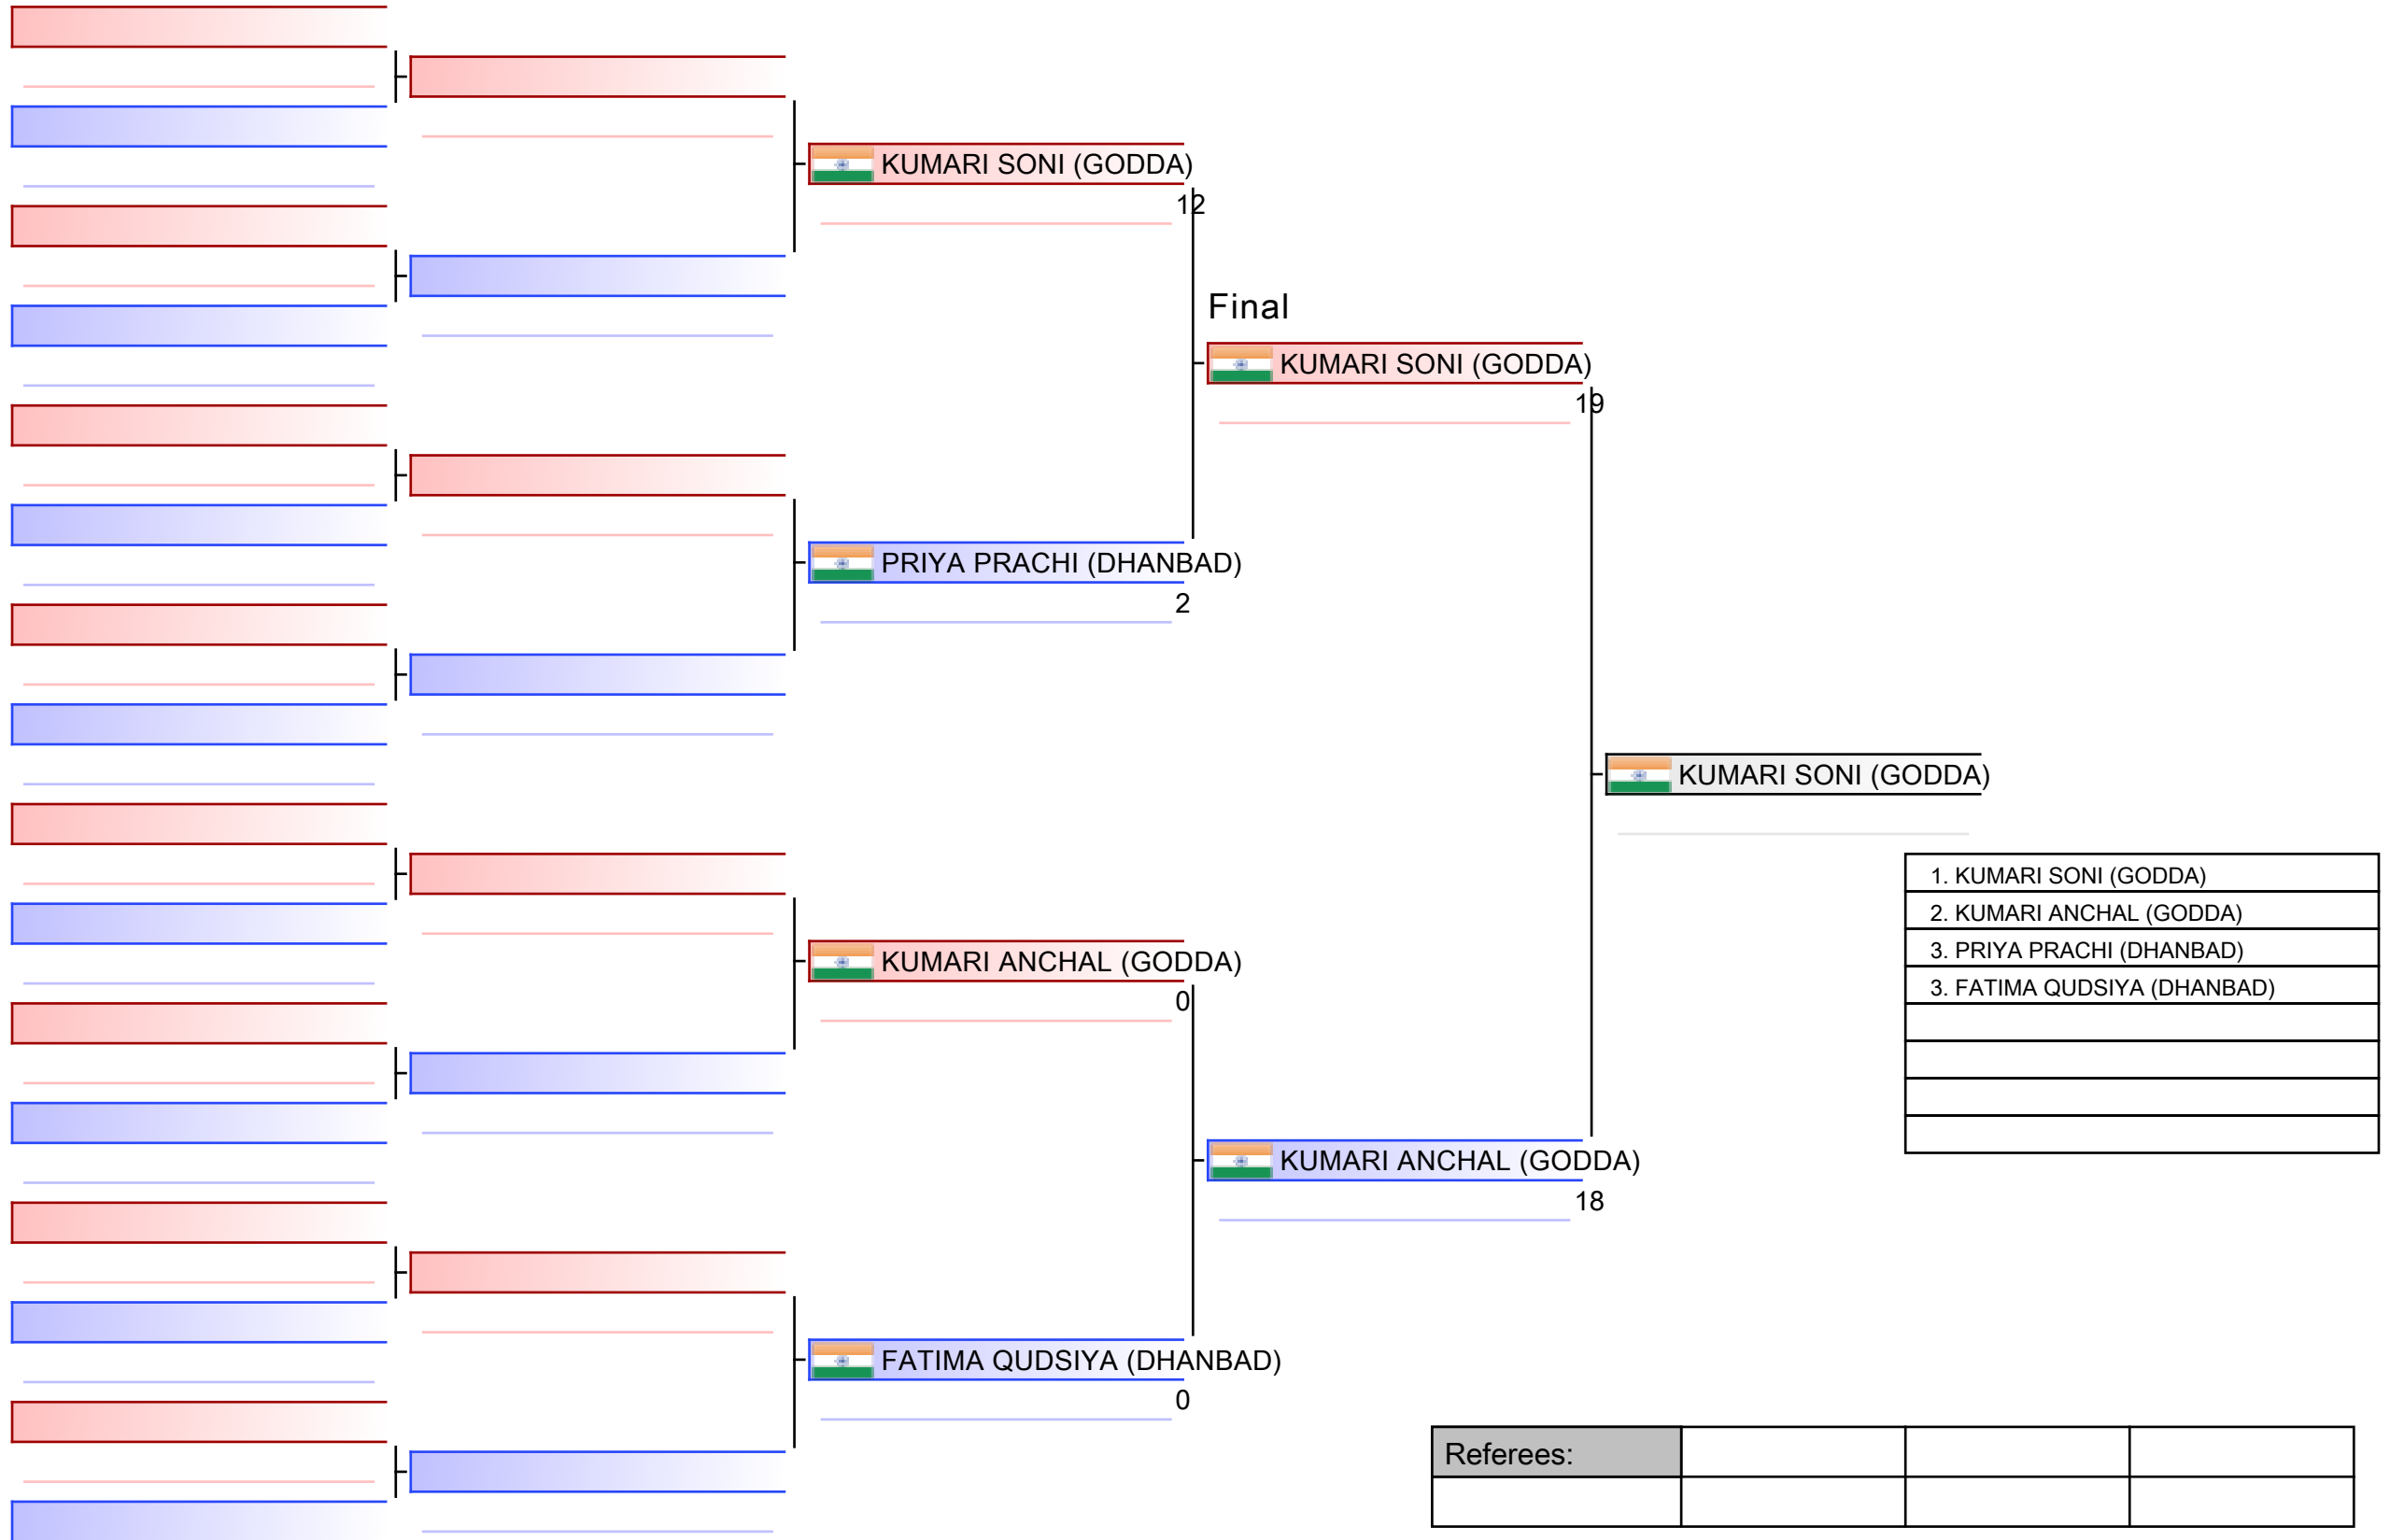 KUMARI SONI (GODDA)
12
Final
KUMARI SONI (GODDA)
19
PRIYA PRACHI (DHANBAD)
2
KUMARI SONI (GODDA)
1. KUMARI SONI (GODDA)
2. KUMARI ANCHAL (GODDA)
3. PRIYA PRACHI (DHANBAD)
3. FATIMA QUDSIYA (DHANBAD)
KUMARI ANCHAL (GODDA)
0
KUMARI ANCHAL (GODDA)
18
FATIMA QUDSIYA (DHANBAD)
0
Referees: